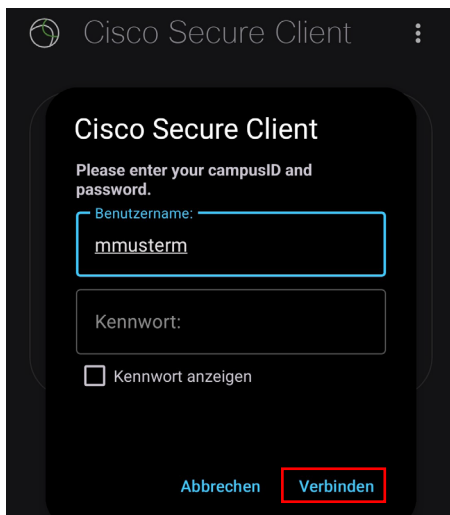 Cisco Secure Client
Cisco Secure Client
Please enter your campusID and
password.
Benutzername:
mmusterm
Kennwort:
Kennwort anzeigen
Abbrechen Verbinden